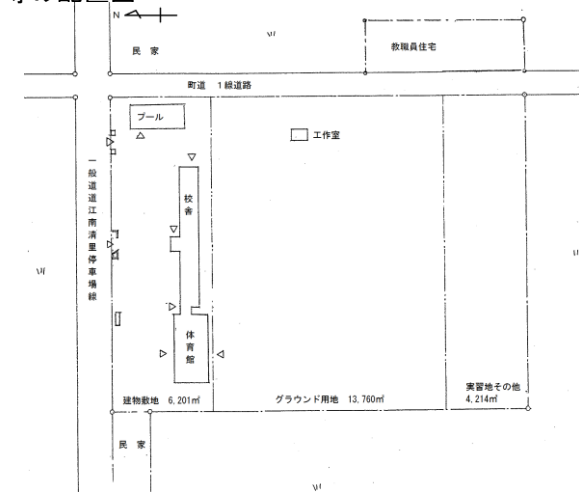 N
民 家
教職員住宅
町道 1線道路
プール
工作室
一般道道江南清里停車場線
校舎
体育館
建物敷地 6,201㎡
グラウンド用地 13,760㎡
実習地その他
4,214㎡
民 家